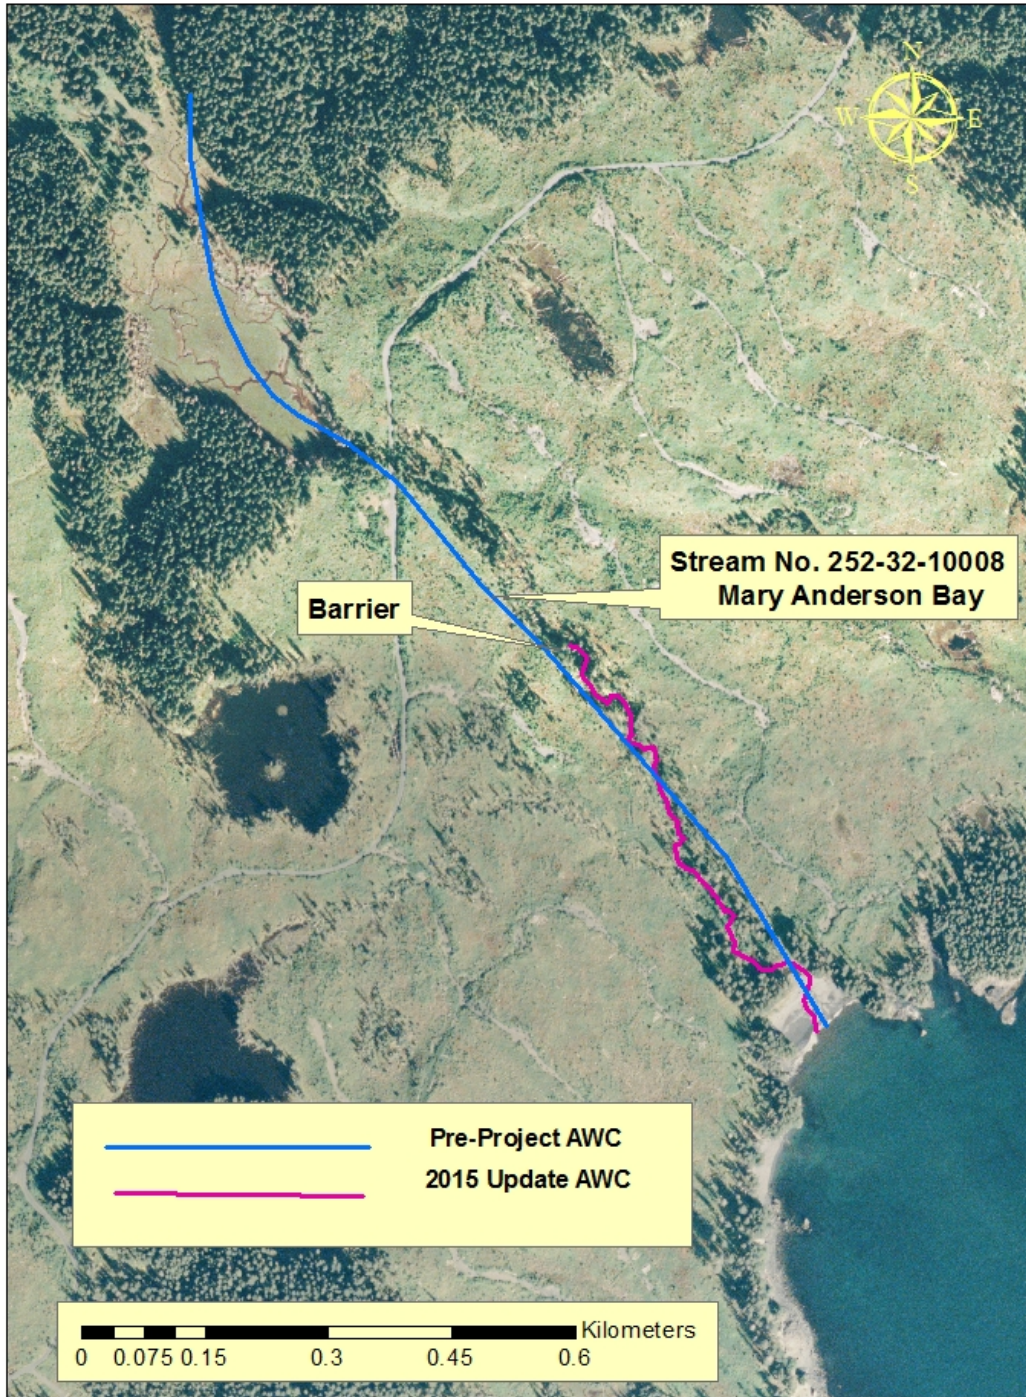 N
W E
S
Stream No. 252-32-10008
Mary Anderson Bay
Barrier
Pre-Project AWC
2015 Update AWC
Kilometers
0 0.075 0.15 0.3 0.45 0.6